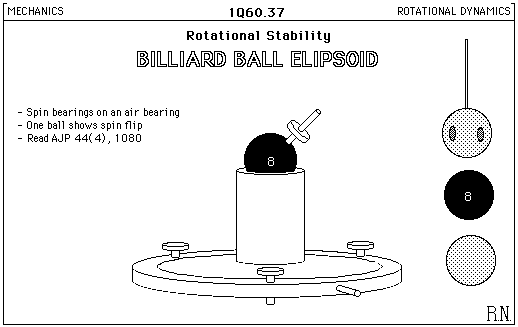 MECHANICS
1Q60.37
ROTATIONAL DYNAMICS
Rotational Stability
BILLIARD BALL ELIPSOID
- Spin bearings on an air bearing
- One ball shows spin flip
- Read AJP 44(4), 1080
8
8
R.N.